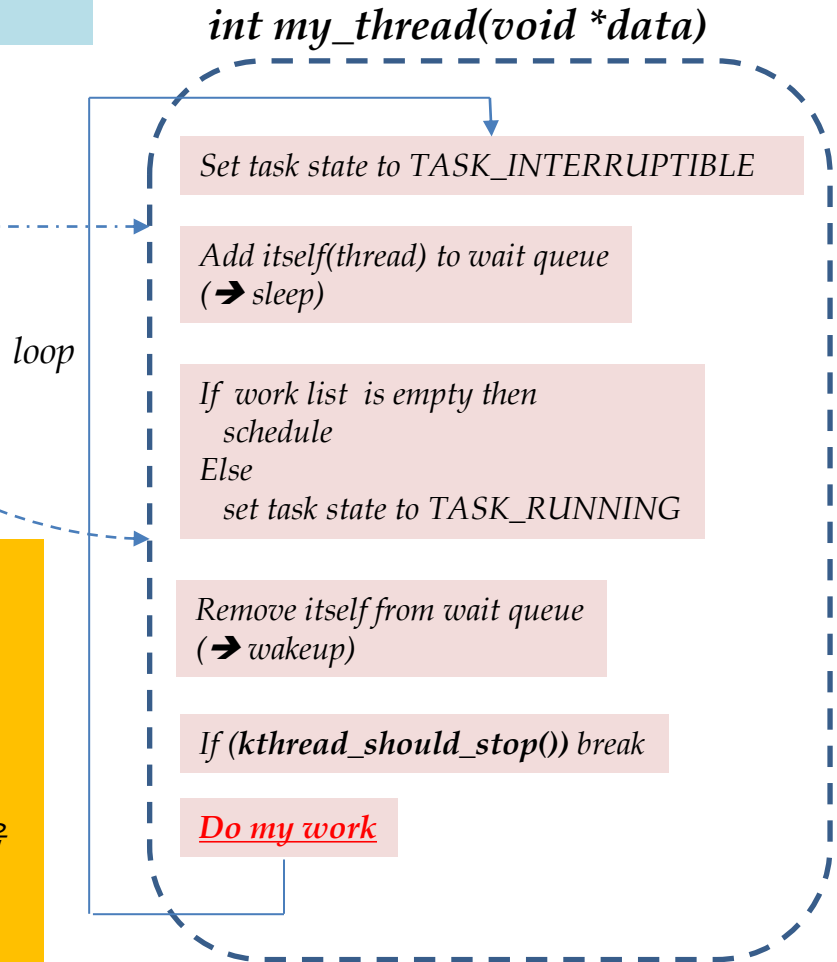 int my_thread(void *data)
Set task state to TASK_INTERRUPTIBLE
Add itself(thread) to wait queue
(➔ sleep)
loop
If work list is empty then
schedule
Else
set task state to TASK_RUNNING
Remove itself from wait queue
(➔ wakeup)
If (kthread_should_stop()) break
Do my work